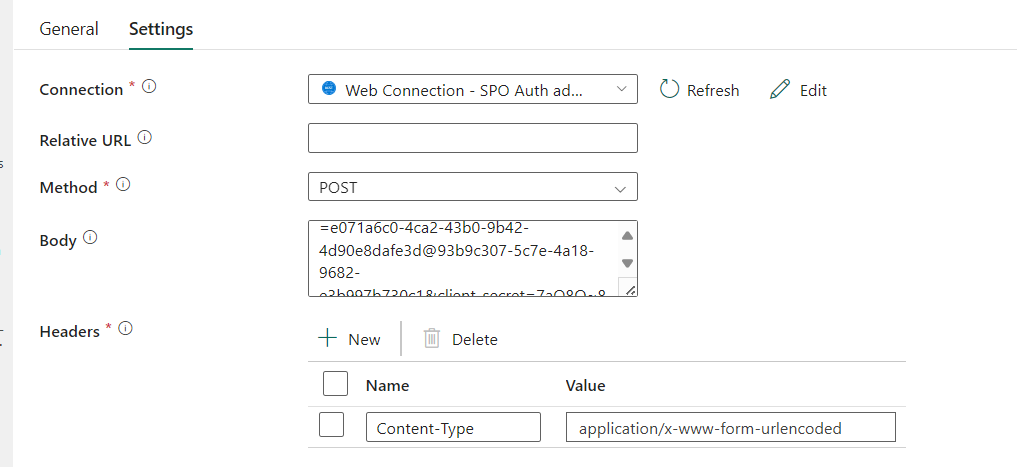 General Settings
Connection * Web Connection - SPO Auth ad... Refresh Edit
Relative URL
Method * POST
Body
=e071a6c0-4ca2-43b0-9b42-
4d90e8dafe3d@93b9c307-5c7e-4a18-
9682-
Headers * New Delete
Name Value
Content-Type application/x-www-form-urlencoded